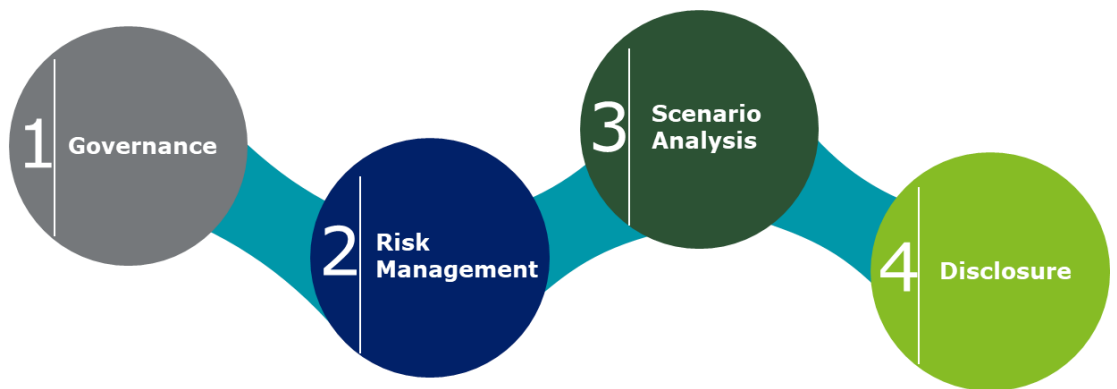 1
Governance
2
Risk
Management
3
Scenario
Analysis
4
Disclosure